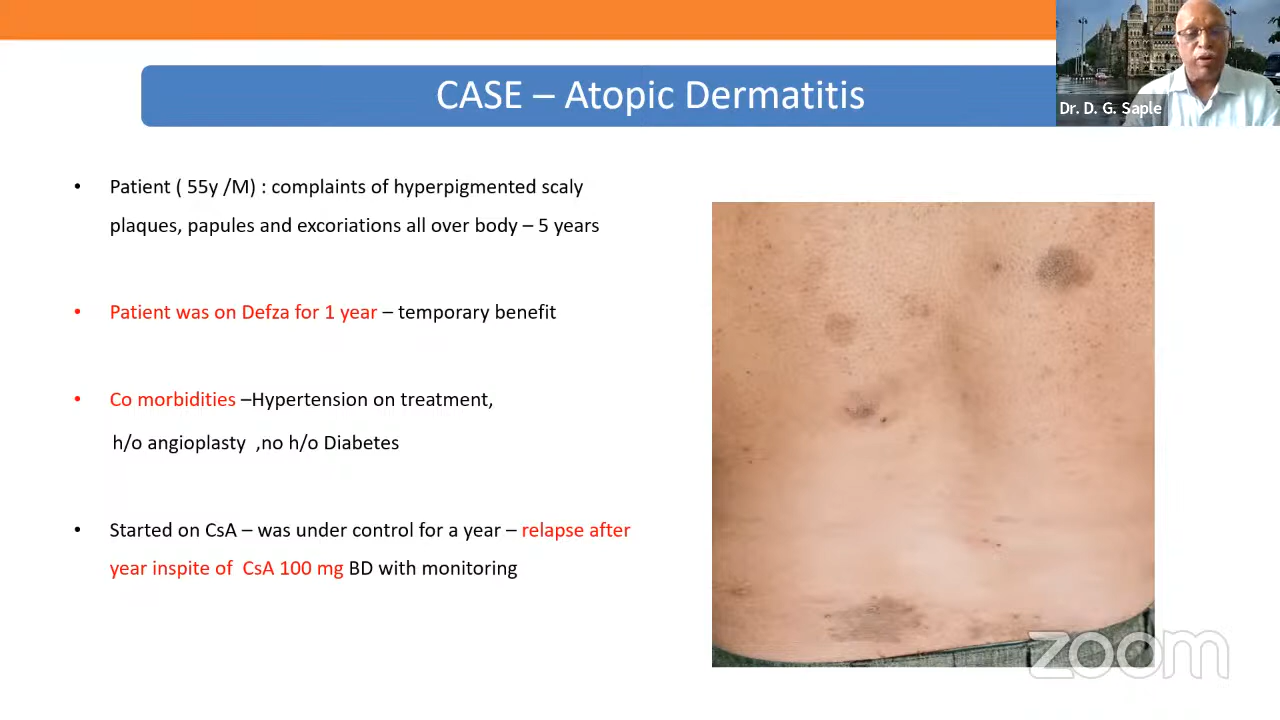 CASE – Atopic Dermatitis
Dr. D. G. Saple
• Patient ( 55y /M) : complaints of hyperpigmented scaly
plaques, papules and excoriations all over body – 5 years
• Patient was on Defza for 1 year – temporary benefit
• Co morbidities –Hypertension on treatment,
h/o angioplasty ,no h/o Diabetes
• Started on CsA – was under control for a year – relapse after
year inspite of CsA 100 mg BD with monitoring
zoom